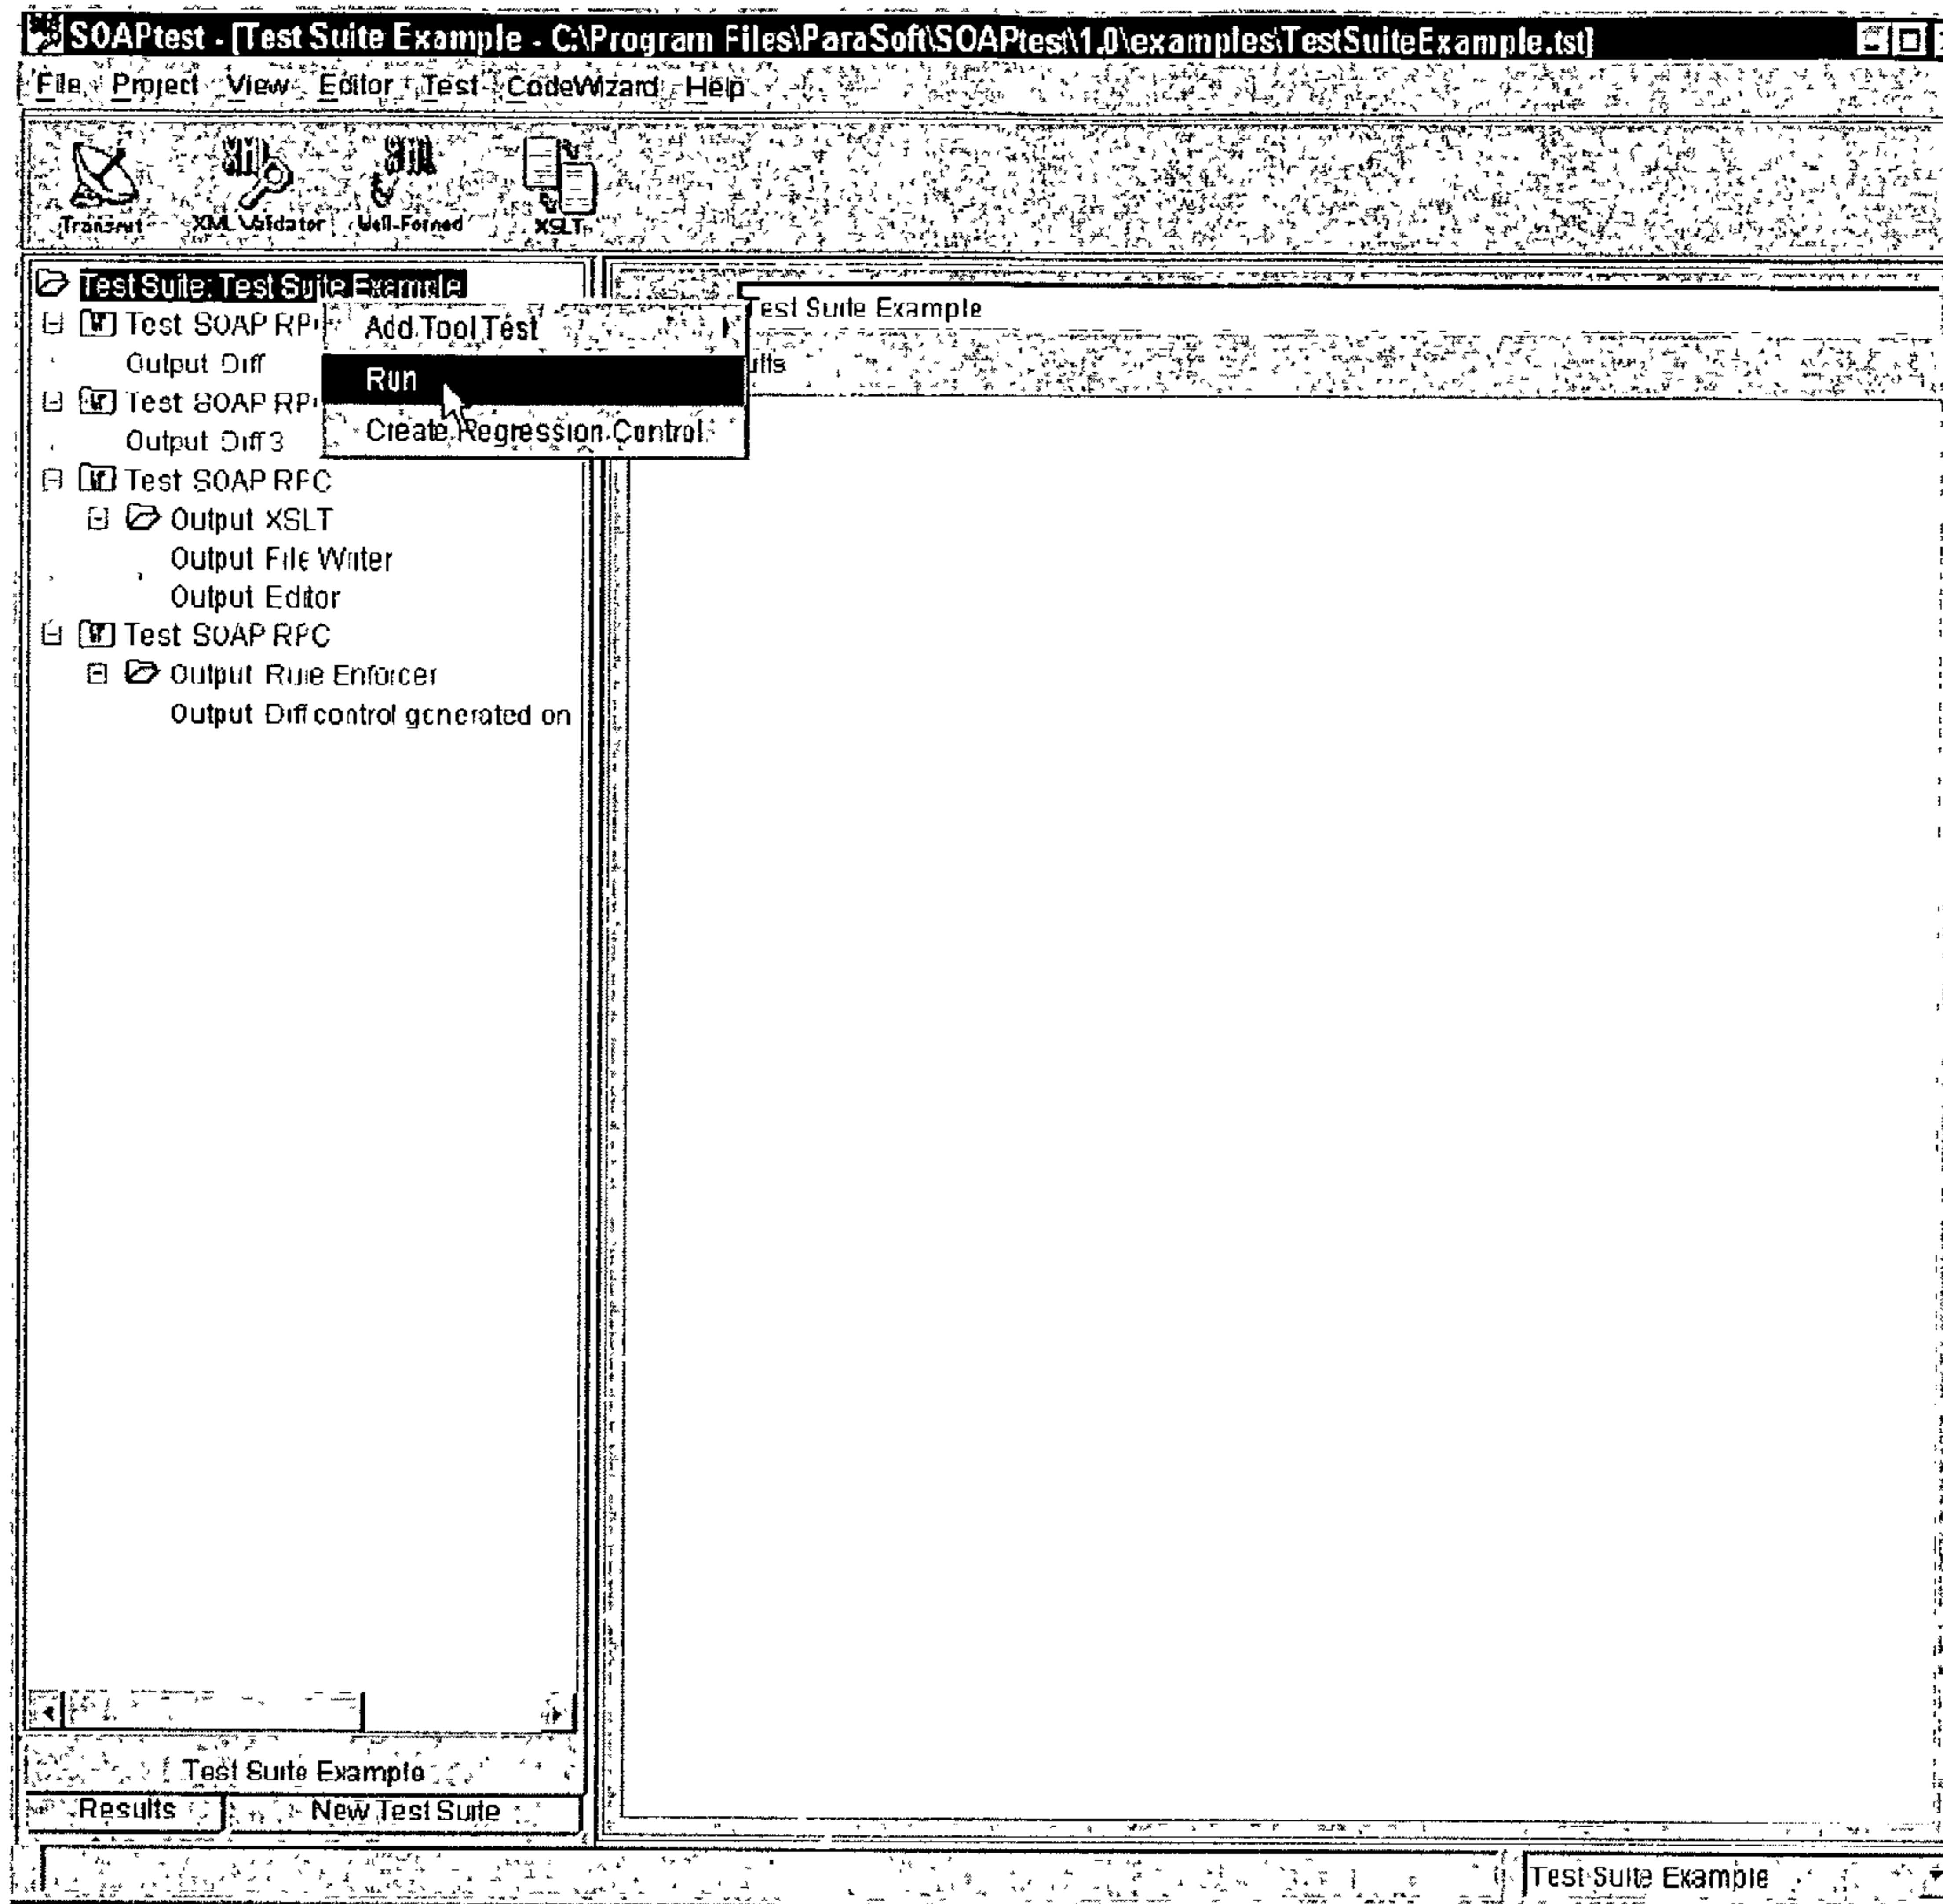 SOAPtest - [Test Suite Example - C:\Program Files\ParaSoft\SOAPtest\1.0\examples\TestSuiteExample.tst]
File Project View Editor Test CodeWizard Help
Transmit XML Validator Well-Formed XSLT
Test Suite: Test Suite Example
Test Suite Example
Test SOAP RP
Add Tool Test
Output Diff
Run
ults
Test SOAP RP
Create Regression Control
Output Diff 3
Test SOAP RPC
Output XSLT
Output File Writer
Output Editor
Test SOAP RPC
Output Rule Enforcer
Output Diff control generated on
Test Suite Example
Results New Test Suite
Test Suite Example